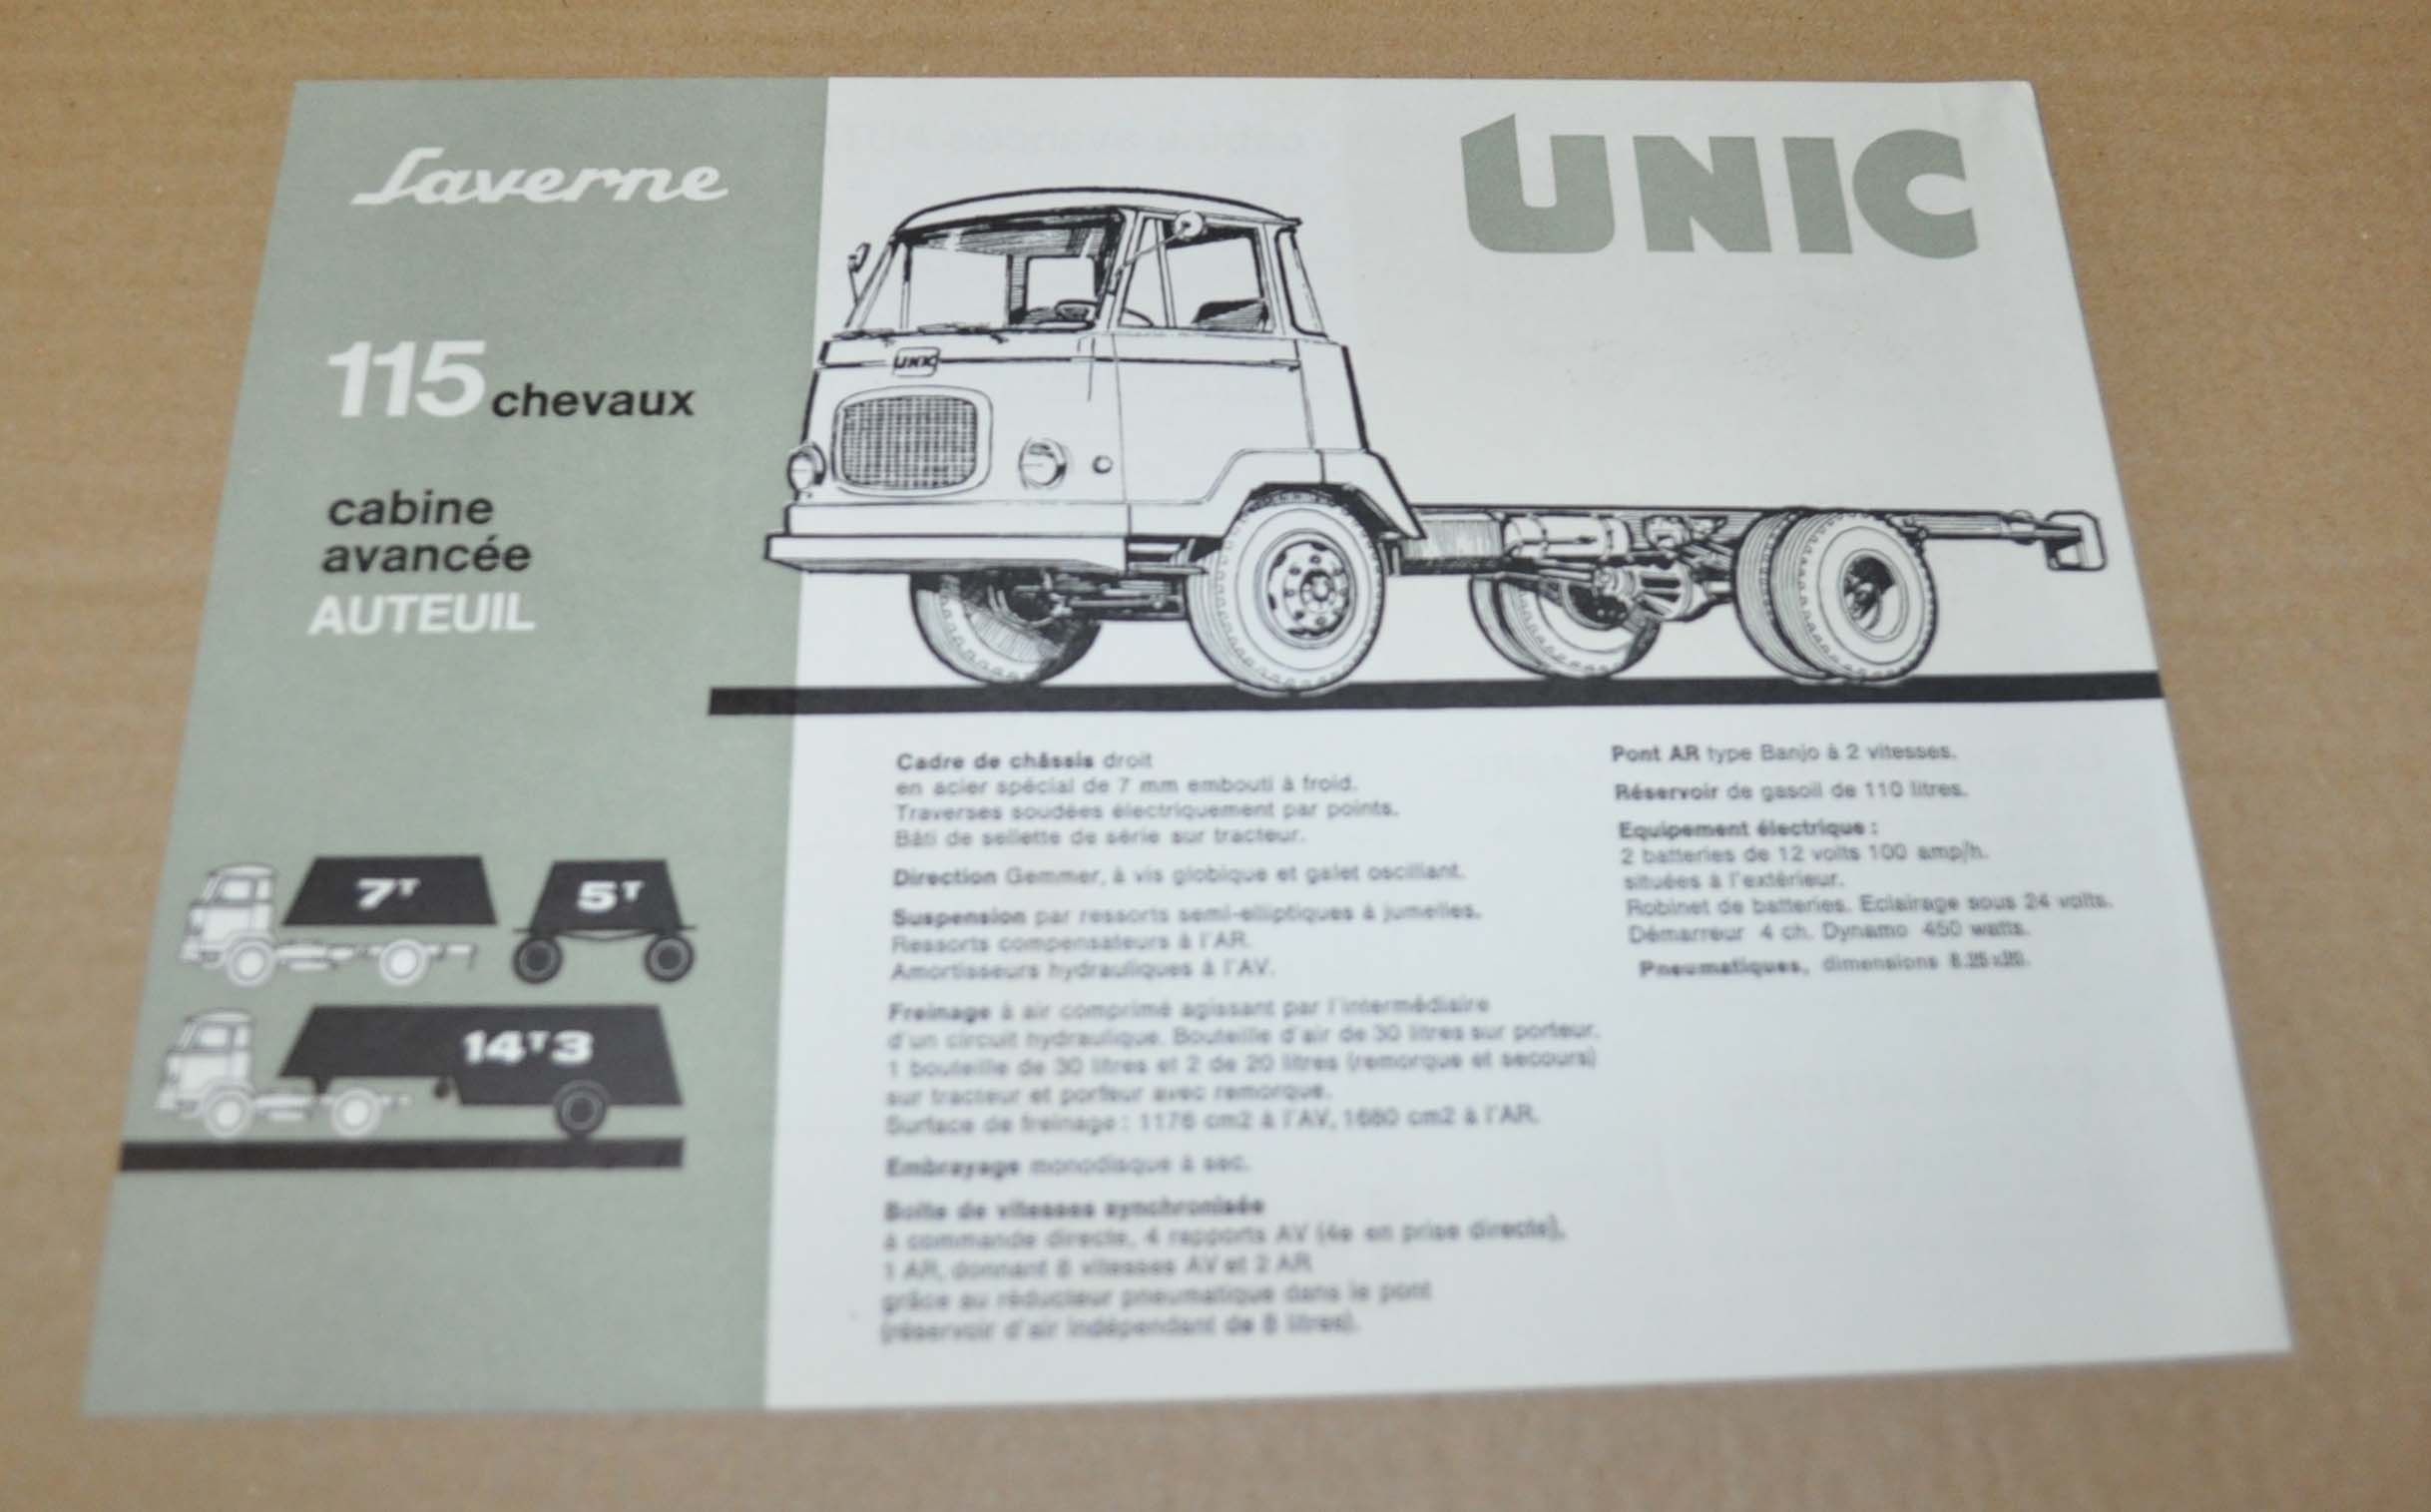 Saverne
115 chevaux
cabine
avancée
AUTEUIL
7T
5T
14T3
UNIC
UNIC
Cadre de châssis droit
en acier spécial de 7 mm embouti à froid.
Traverses soudées électriquement par points.
Bâti de sellette de série sur tracteur.
Direction Gemmer, à vis globique et galet oscillant.
Suspension par ressorts semi-elliptiques à jumelles.
Ressorts compensateurs à l'AR.
Amortisseurs hydrauliques à l'AV.
Freinage à air comprimé agissant par l'intermédiaire
d'un circuit hydraulique. Bouteille d'air de 30 litres sur porteur.
1 bouteille de 30 litres et 2 de 20 litres (remorque et secours)
sur tracteur et porteur avec remorque.
Surface de freinage : 1176 cm2 à l'AV, 1680 cm2 à l'AR.
Embrayage monodisque à sec.
Boîte de vitesses synchronisée
à commande directe, 4 rapports AV (4e en prise directe),
1 AR, donnant 8 vitesses AV et 2 AR
grâce au réducteur pneumatique dans le pont
(réservoir d'air indépendant de 8 litres).
Pont AR type Banjo à 2 vitesses.
Réservoir de gasoil de 110 litres.
Equipement électrique :
2 batteries de 12 volts 100 amp/h.
situées à l'extérieur.
Robinet de batteries. Eclairage sous 24 volts.
Démarreur 4 ch. Dynamo 450 watts.
Pneumatiques, dimensions 8.25x20.